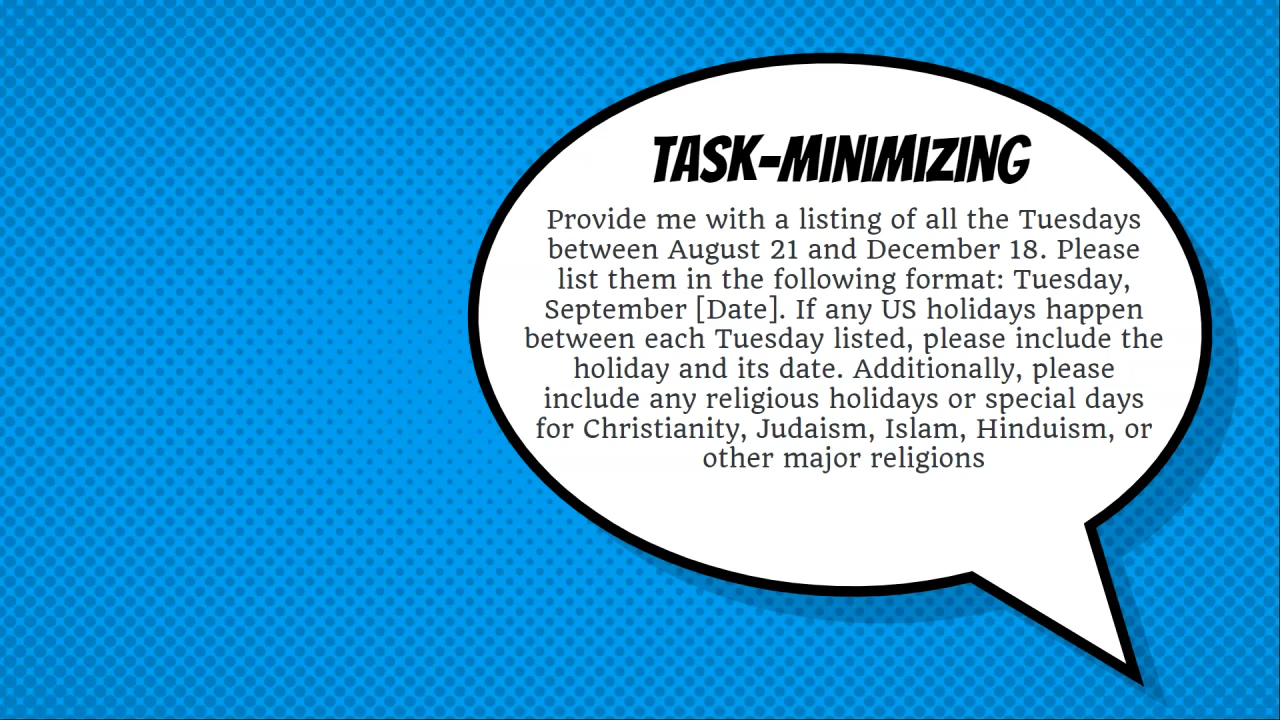 TASK-MINIMIZING
Provide me with a listing of all the Tuesdays
between August 21 and December 18. Please
list them in the following format: Tuesday,
September [Date]. If any US holidays happen
between each Tuesday listed, please include the
holiday and its date. Additionally, please
include any religious holidays or special days
for Christianity, Judaism, Islam, Hinduism, or
other major religions